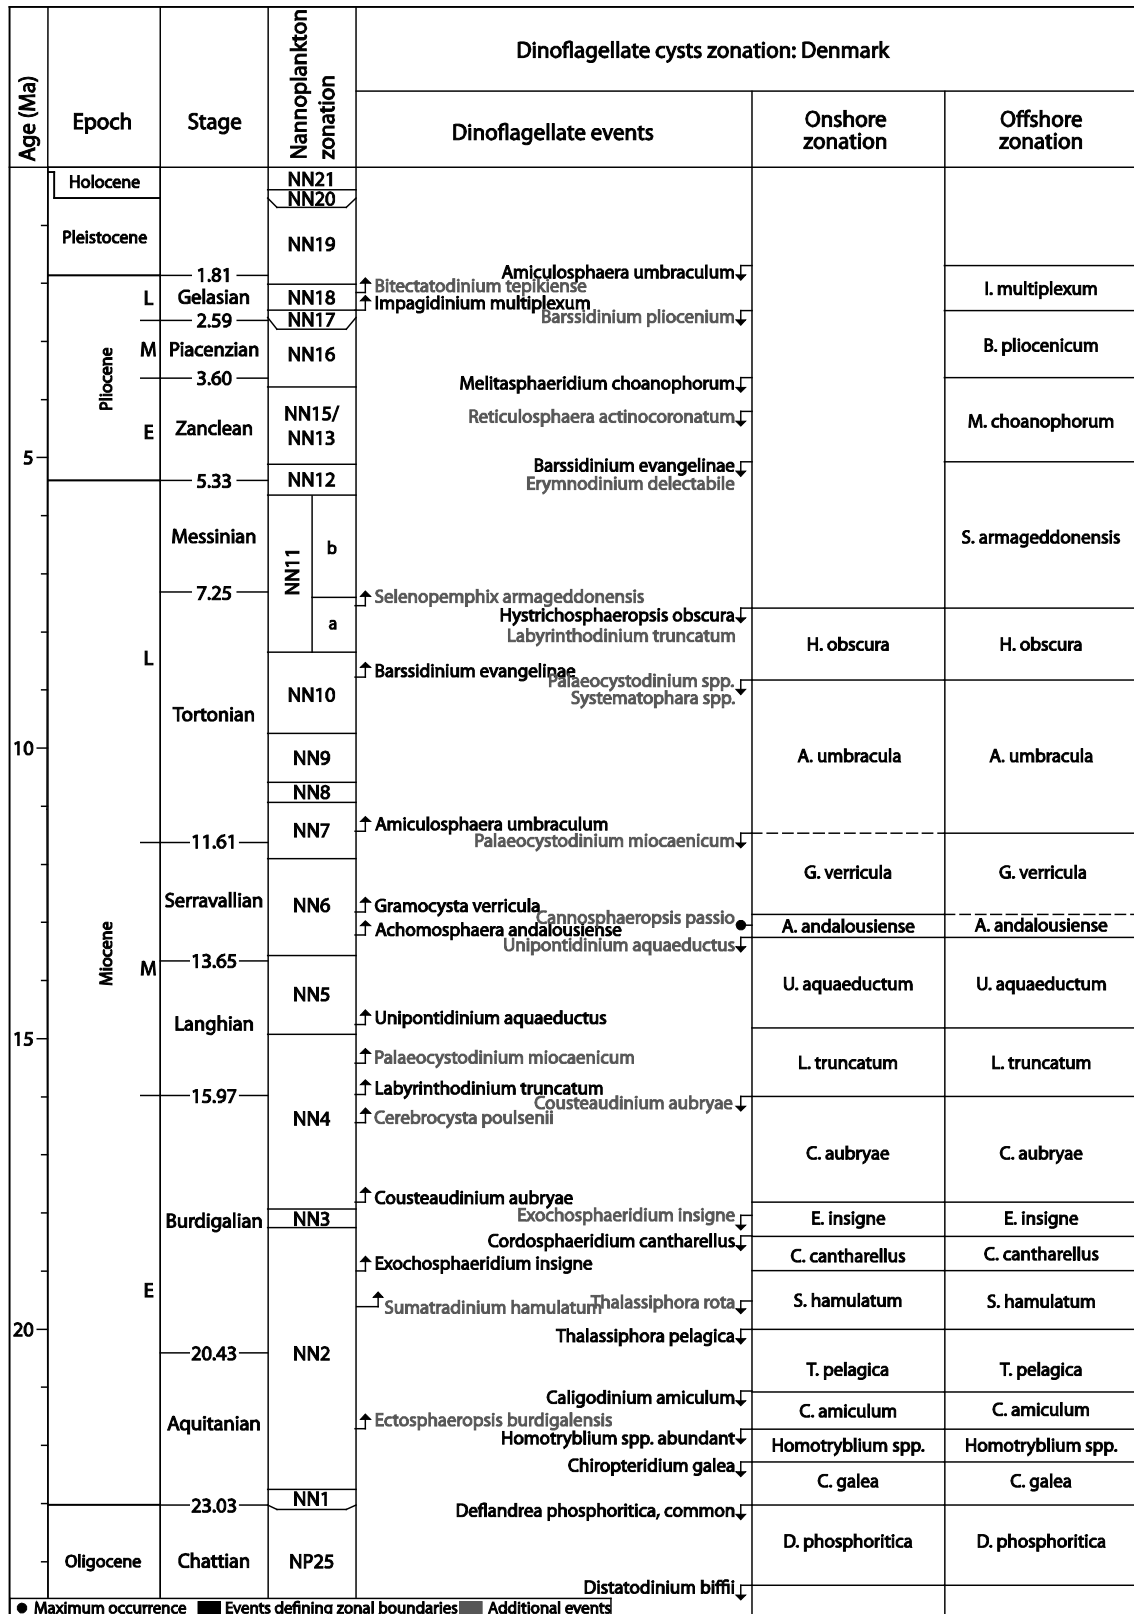 Dinoflagellate cysts zonation: Denmark
Age (Ma)
Epoch
Stage
Nannoplankton
zonation
Dinoflagellate events
Onshore
zonation
Offshore
zonation
Holocene
NN21
NN20
Pleistocene
NN19
Amiculosphaera umbraculum
1.81
Bitectatodinium tepikiense
L
Gelasian
NN18
Impagidinium multiplexum
I. multiplexum
2.59
NN17
Barssidinium pliocenium
Pliocene
M
Piacenzian
NN16
B. pliocenicum
3.60
Melitasphaeridium choanophorum
E
Zanclean
NN15/
NN13
Reticulosphaera actinocoronatum
M. choanophorum
5
Barssidinium evangelinae
5.33
NN12
Erymnodinium delectabile
Messinian
NN11
b
S. armageddonensis
7.25
Selenopemphix armageddonensis
Hystrichosphaeropsis obscura
a
Labyrinthodinium truncatum
H. obscura
H. obscura
L
Barssidinium evangelinae
Palaeocystodinium spp.
NN10
Systematophara spp.
Tortonian
10
NN9
A. umbracula
A. umbracula
NN8
NN7
Amiculosphaera umbraculum
11.61
Palaeocystodinium miocaenicum
G. verricula
G. verricula
Serravallian
NN6
Gramocysta verricula
Cannosphaeropsis passio
Achomosphaera andalousiense
A. andalousiense
A. andalousiense
Unipontidinium aquaeductus
Miocene
M
13.65
NN5
U. aquaeductum
U. aquaeductum
Langhian
Unipontidinium aquaeductus
15
Palaeocystodinium miocaenicum
L. truncatum
L. truncatum
15.97
Labyrinthodinium truncatum
Cousteaudinium aubryae
NN4
Cerebrocysta poulsenii
C. aubryae
C. aubryae
Cousteaudinium aubryae
Burdigalian
NN3
Exochosphaeridium insigne
E. insigne
E. insigne
Cordosphaeridium cantharellus
Exochosphaeridium insigne
C. cantharellus
C. cantharellus
E
Sumatradinium hamulatum
Thalassiphora rota
S. hamulatum
S. hamulatum
20
Thalassiphora pelagica
20.43
NN2
T. pelagica
T. pelagica
Caligodinium amiculum
Aquitanian
Ectosphaeropsis burdigalensis
C. amiculum
C. amiculum
Homotryblium spp. abundant
Homotryblium spp.
Homotryblium spp.
Chiropteridium galea
C. galea
C. galea
NN1
23.03
Deflandrea phosphoritica, common
Oligocene
Chattian
NP25
D. phosphoritica
D. phosphoritica
Distatodinium biffii
Maximum occurrence
Events defining zonal boundaries
Additional events